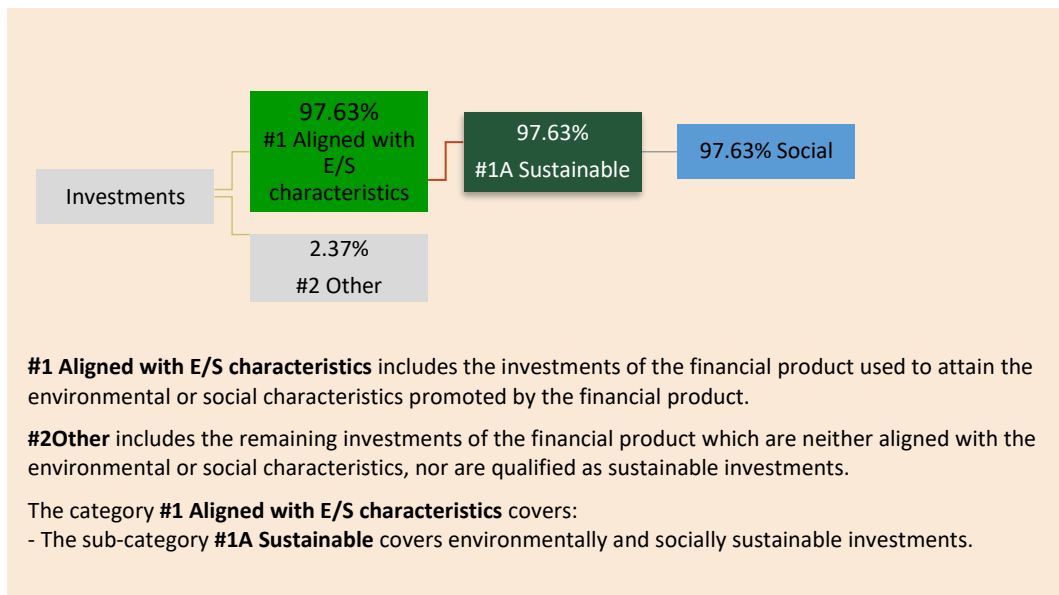 97.63%
#1 Aligned with
E/S
characteristics
97.63%
#1A Sustainable
97.63% Social
Investments
2.37%
#2 Other
#1 Aligned with E/S characteristics includes the investments of the financial product used to attain the
environmental or social characteristics promoted by the financial product.
#2Other includes the remaining investments of the financial product which are neither aligned with the
environmental or social characteristics, nor are qualified as sustainable investments.
The category #1 Aligned with E/S characteristics covers:
- The sub-category #1A Sustainable covers environmentally and socially sustainable investments.